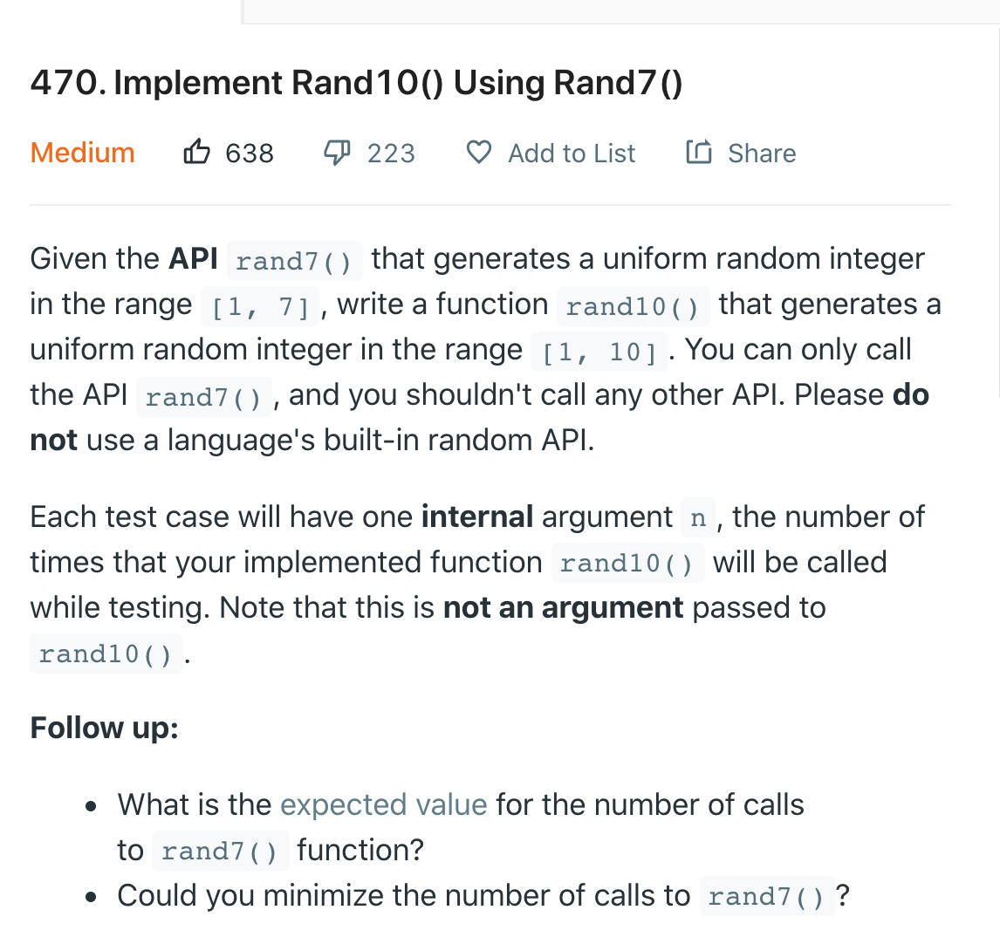 470. Implement Rand10() Using Rand7()
Medium 638 223 Add to List Share
Given the API rand7() that generates a uniform random integer
in the range [1, 7], write a function rand10() that generates a
uniform random integer in the range [1, 10]. You can only call
the API rand7(), and you shouldn't call any other API. Please do
not use a language's built-in random API.
Each test case will have one internal argument n, the number of
times that your implemented function rand10() will be called
while testing. Note that this is not an argument passed to
rand10().
Follow up:
• What is the expected value for the number of calls
to rand7() function?
• Could you minimize the number of calls to rand7()?